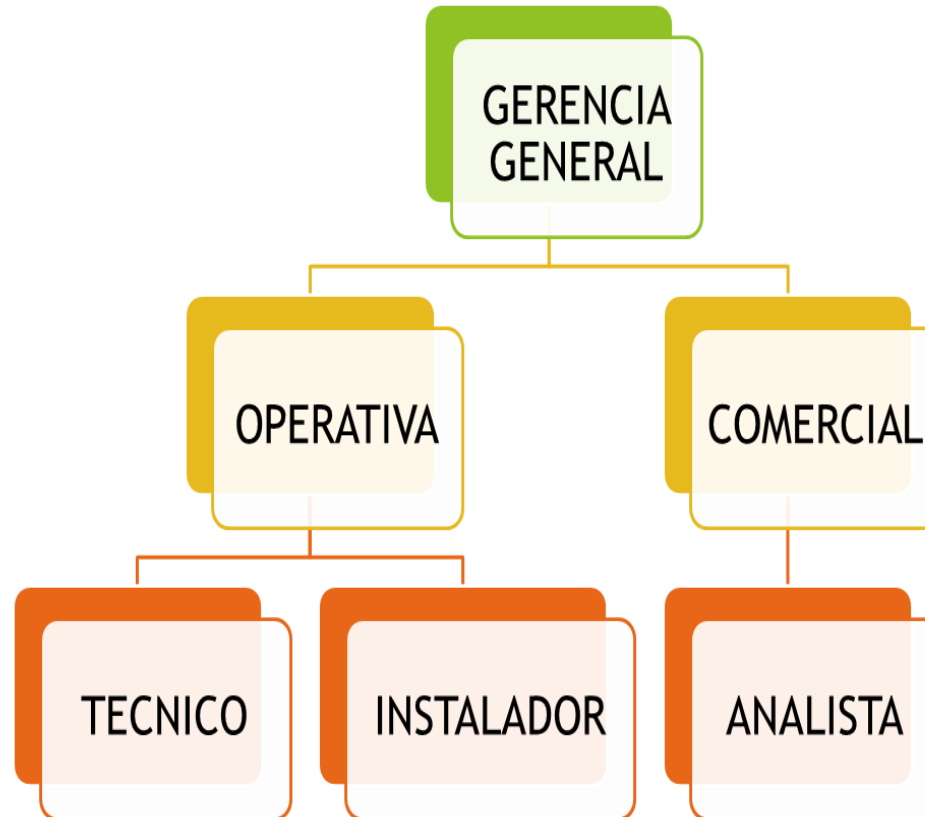 GERENCIA
GENERAL
OPERATIVA
COMERCIAL
TECNICO
INSTALADOR
ANALISTA